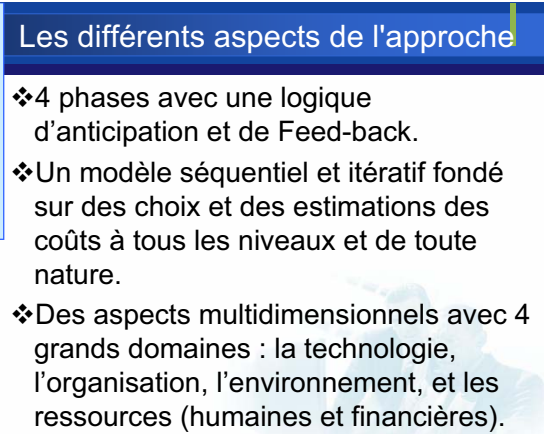 Les différents aspects de l'approche
❖4 phases avec une logique
d’anticipation et de Feed-back.
❖Un modèle séquentiel et itératif fondé
sur des choix et des estimations des
coûts à tous les niveaux et de toute
nature.
❖Des aspects multidimensionnels avec 4
grands domaines : la technologie,
l’organisation, l’environnement, et les
ressources (humaines et financières).